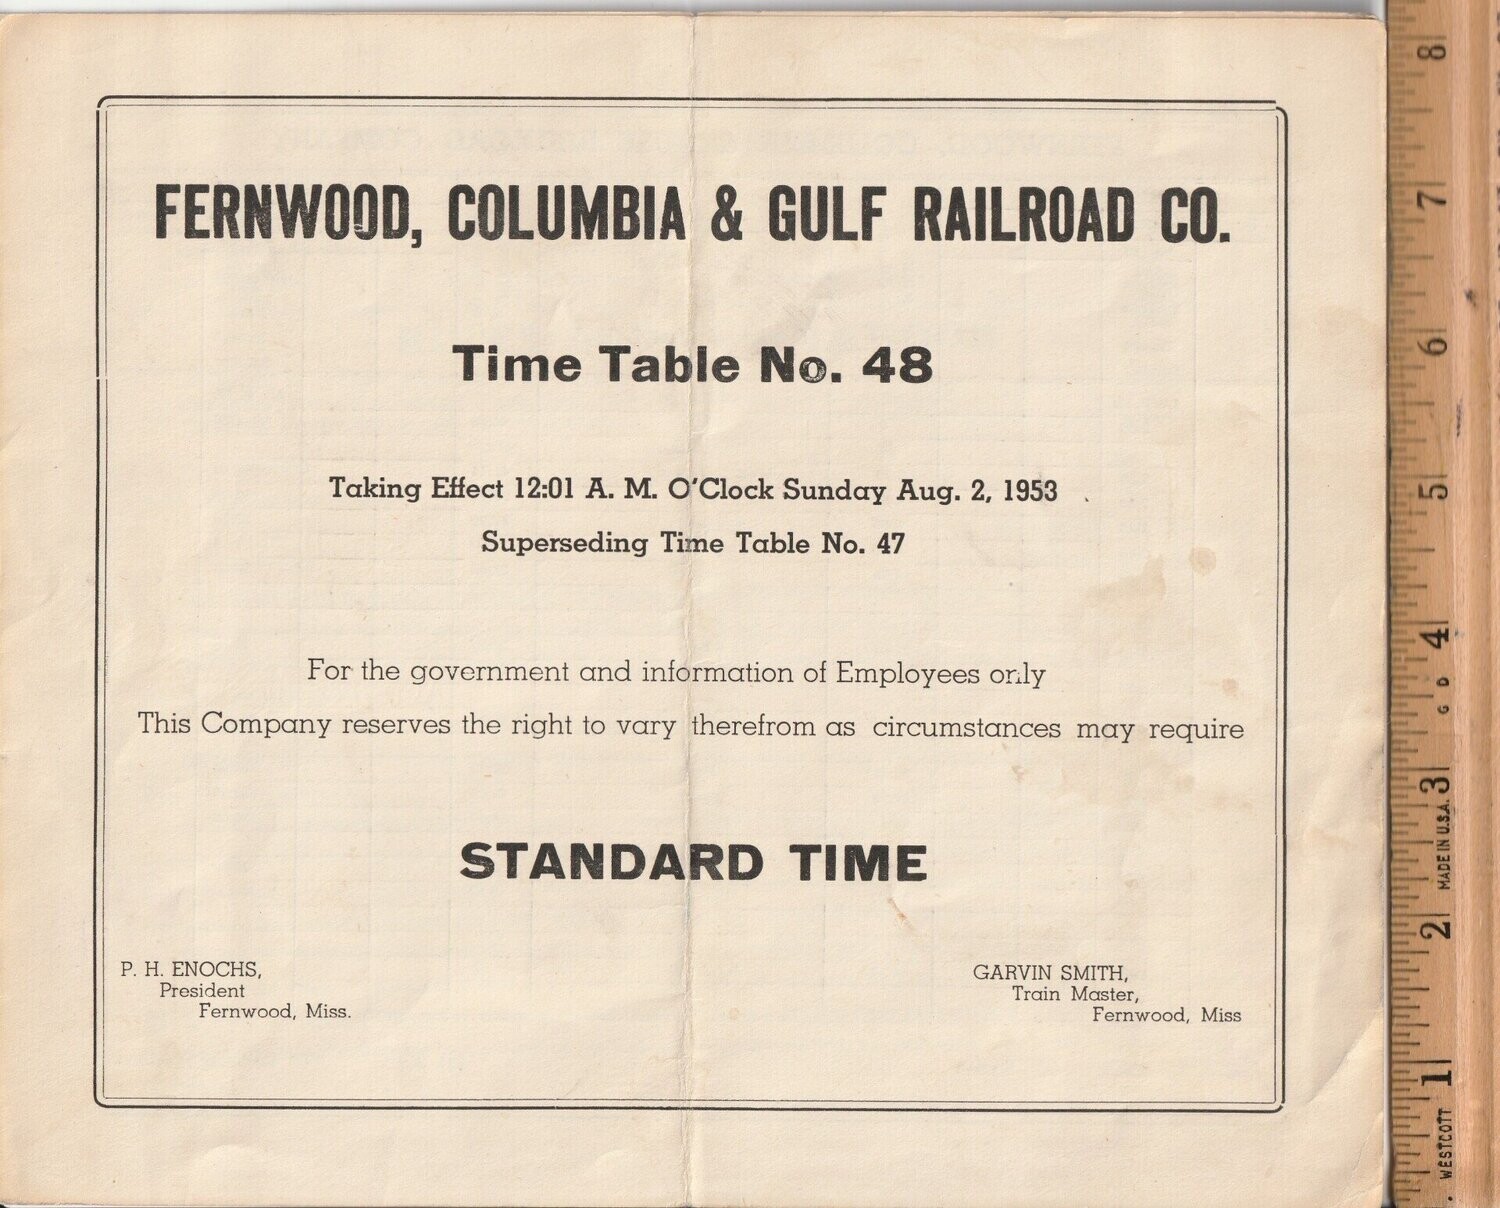 FERNWOOD, COLUMBIA & GULF RAILROAD CO.
Time Table No. 48
Taking Effect 12:01 A. M. O'Clock Sunday Aug. 2, 1953
Superseding Time Table No. 47
For the government and information of Employees only
This Company reserves the right to vary therefrom as circumstances may require
STANDARD TIME
P. H. ENOCHS,
President
Fernwood, Miss.
GARVIN SMITH,
Train Master,
Fernwood, Miss
8
7
6
5
4
G D
3
MADE IN U.S.A.
2
1
WESTCOTT